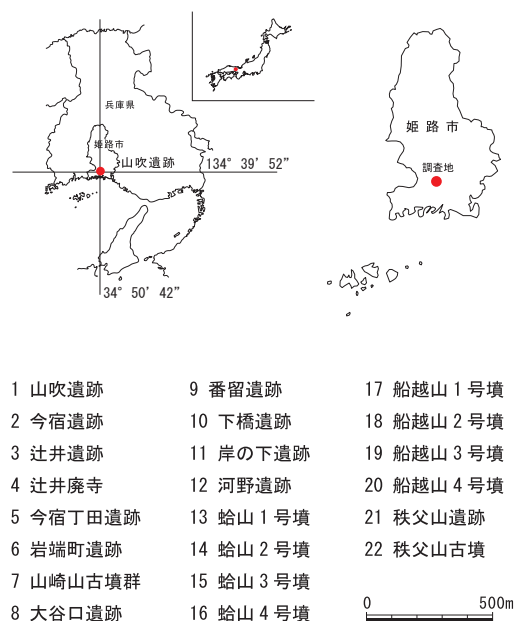 兵庫県
姫路市
山吹遺跡
134° 39’ 52”
34° 50’ 42”
姫路市
調査地
1 山吹遺跡
2 今宿遺跡
3 辻井遺跡
4 辻井廃寺
5 今宿丁田遺跡
6 岩端町遺跡
7 山崎山古墳群
8 大谷口遺跡
9 番留遺跡
10 下橋遺跡
11 岸の下遺跡
12 河野遺跡
13 蛤山1号墳
14 蛤山2号墳
15 蛤山3号墳
16 蛤山4号墳
17 船越山1号墳
18 船越山2号墳
19 船越山3号墳
20 船越山4号墳
21 秩父山遺跡
22 秩父山古墳
0 500m